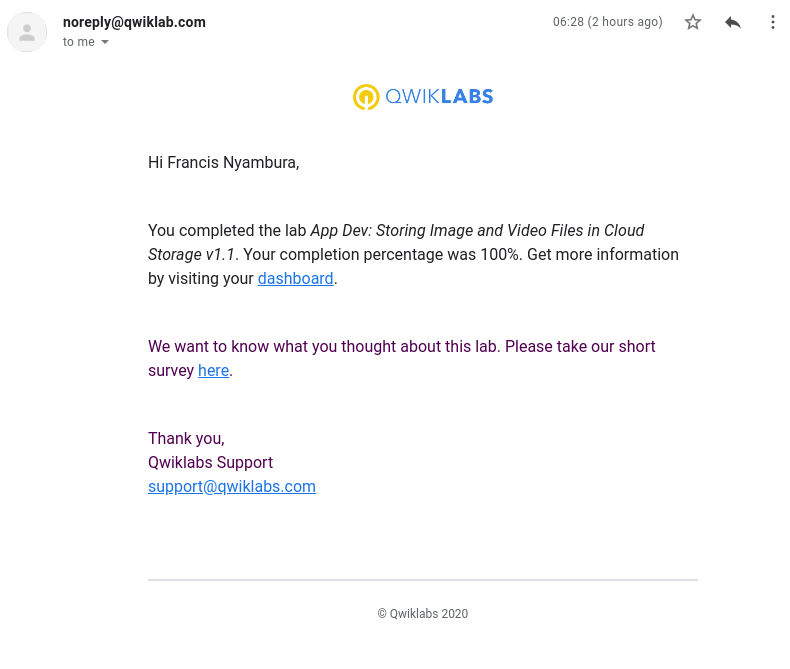 noreply@qwiklab.com
06:28 (2 hours ago)
to me
QWIKLABS
Hi Francis Nyambura,
You completed the lab App Dev: Storing Image and Video Files in Cloud
Storage v1.1. Your completion percentage was 100%. Get more information
by visiting your dashboard.
We want to know what you thought about this lab. Please take our short
survey here.
Thank you,
Qwiklabs Support
support@qwiklabs.com
© Qwiklabs 2020